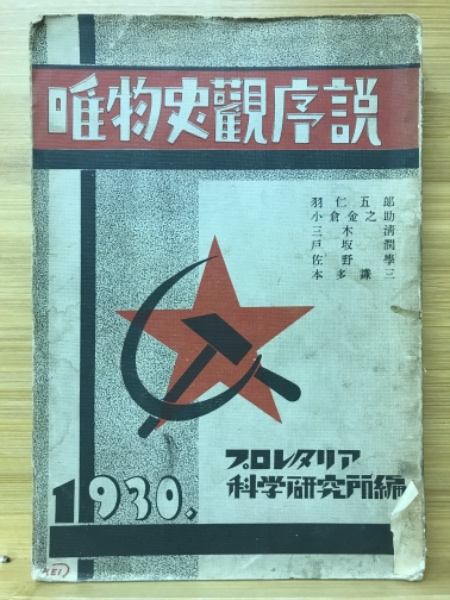 唯物史觀序説
羽仁五郎
小倉金之助
三木清
戸坂潤
佐野學
本多謙三
プロレタリア
科学研究所編
1930.
KEI